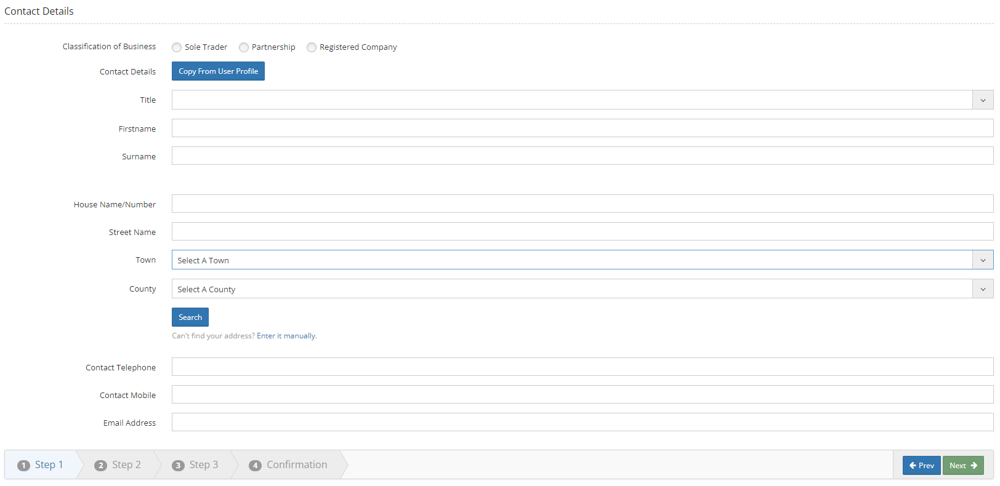 Contact Details
Classification of Business Sole Trader Partnership Registered Company
Contact Details Copy From User Profile
Title
Firstname
Surname
House Name/Number
Street Name
Town Select A Town
County Select A County
Search
Can't find your address? Enter it manually.
Contact Telephone
Contact Mobile
Email Address
1 Step 1 2 Step 2 3 Step 3 4 Confirmation Prev Next